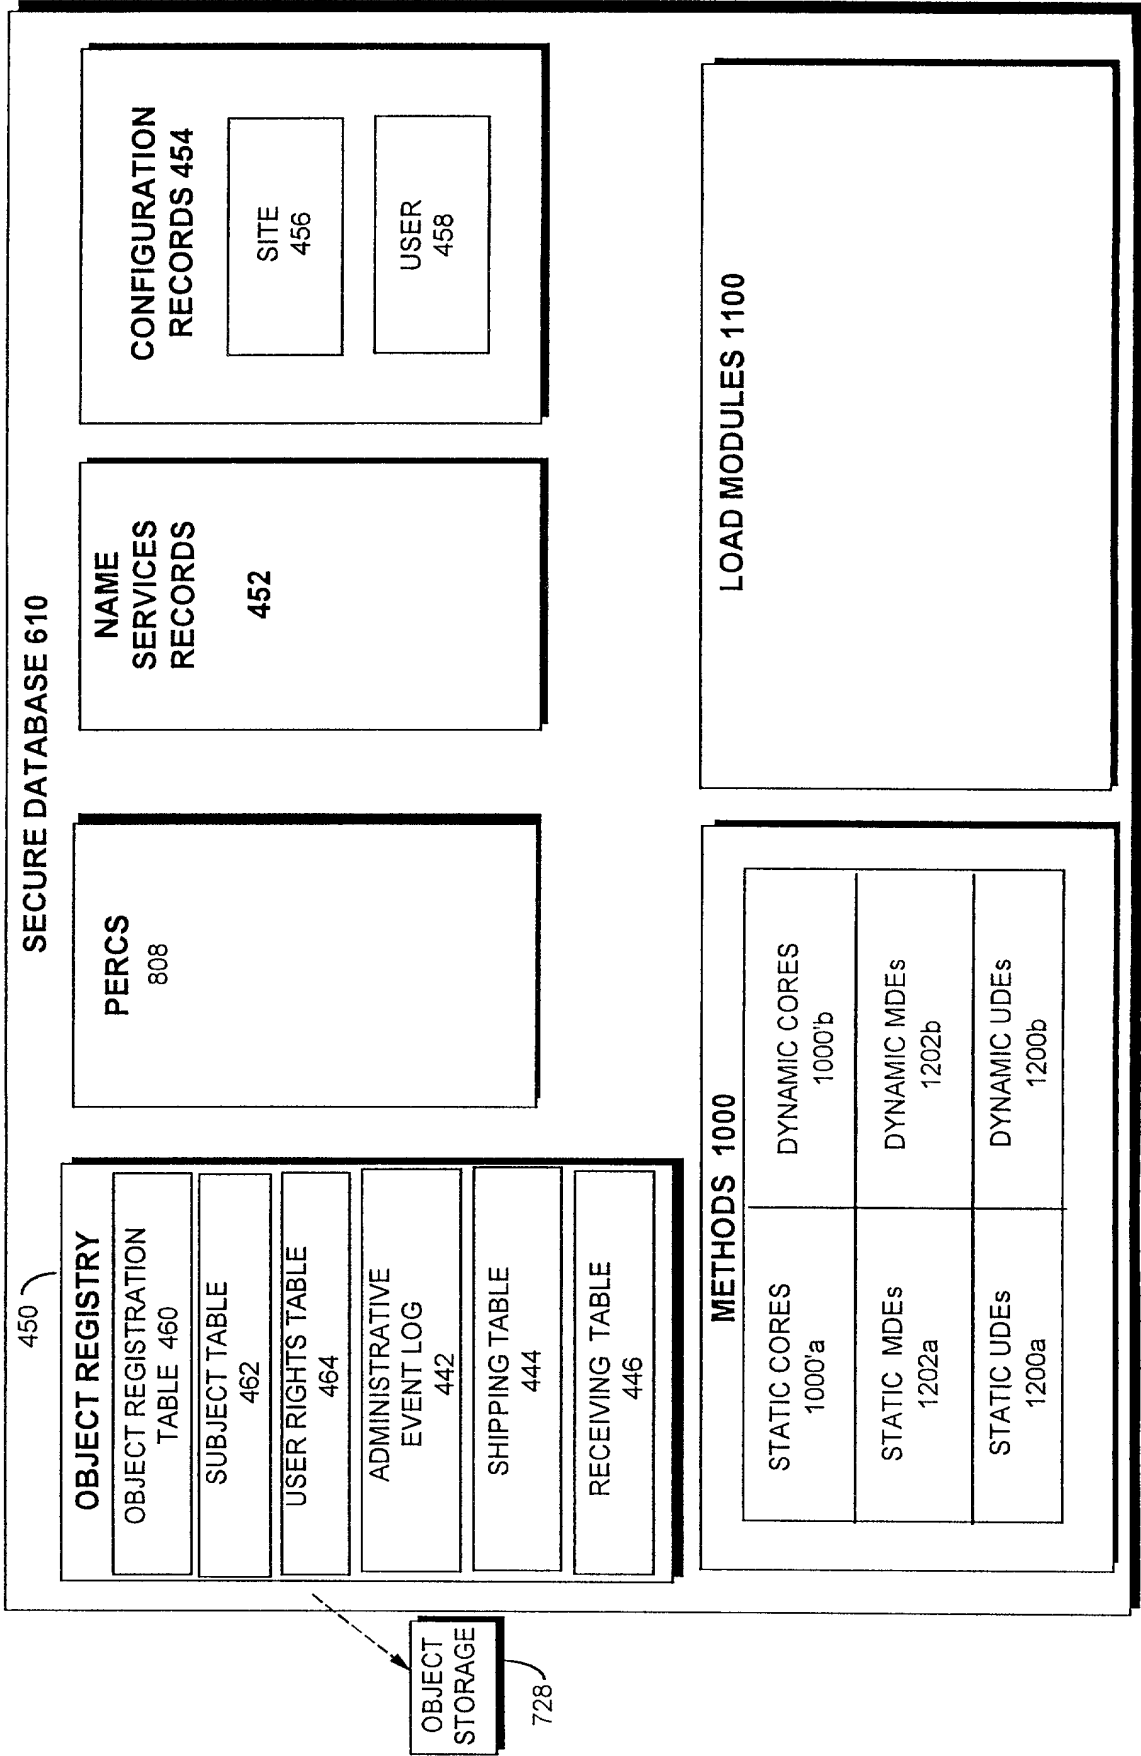 SECURE DATABASE 610
450
OBJECT REGISTRY
OBJECT REGISTRATION
TABLE 460
SUBJECT TABLE
462
USER RIGHTS TABLE
464
ADMINISTRATIVE
EVENT LOG
442
SHIPPING TABLE
444
RECEIVING TABLE
446
PERCS
808
NAME
SERVICES
RECORDS
452
CONFIGURATION
RECORDS 454
SITE
456
USER
458
OBJECT
STORAGE
728
METHODS 1000
STATIC CORES
1000'a
DYNAMIC CORES
1000'b
STATIC MDEs
1202a
DYNAMIC MDEs
1202b
STATIC UDEs
1200a
DYNAMIC UDEs
1200b
LOAD MODULES 1100